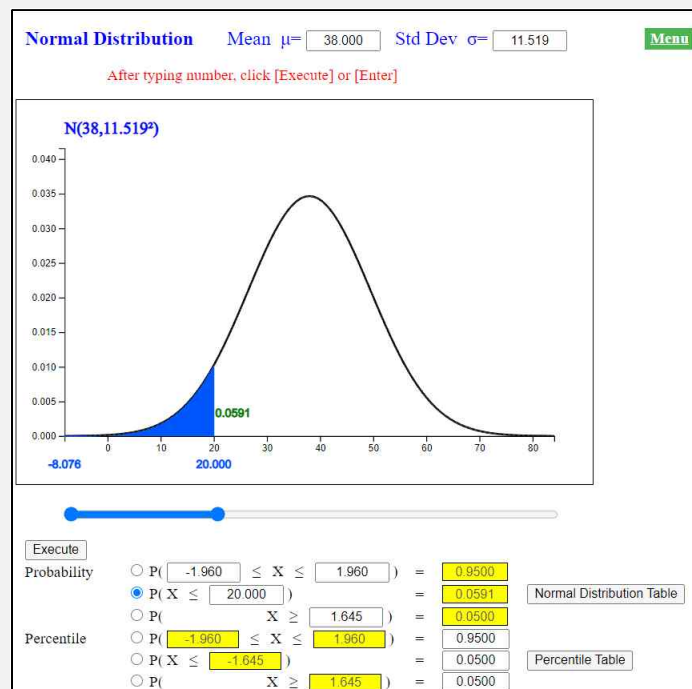 Normal Distribution Mean μ= 38.000 Std Dev σ= 11.519 Menu
After typing number, click [Execute] or [Enter]
N(38,11.519²)
0.040
0.035
0.030
0.025
0.020
0.015
0.010
0.005
0.0591
0.000
0 10 20 30 40 50 60 70 80
-8.076 20.000
Execute
Probability P( -1.960 ≤ X ≤ 1.960 ) = 0.9500
P( X ≤ 20.000 ) = 0.0591 Normal Distribution Table
P( X ≥ 1.645 ) = 0.0500
Percentile P( -1.960 ≤ X ≤ 1.960 ) = 0.9500
P( X ≤ -1.645 ) = 0.0500 Percentile Table
P( X ≥ 1.645 ) = 0.0500